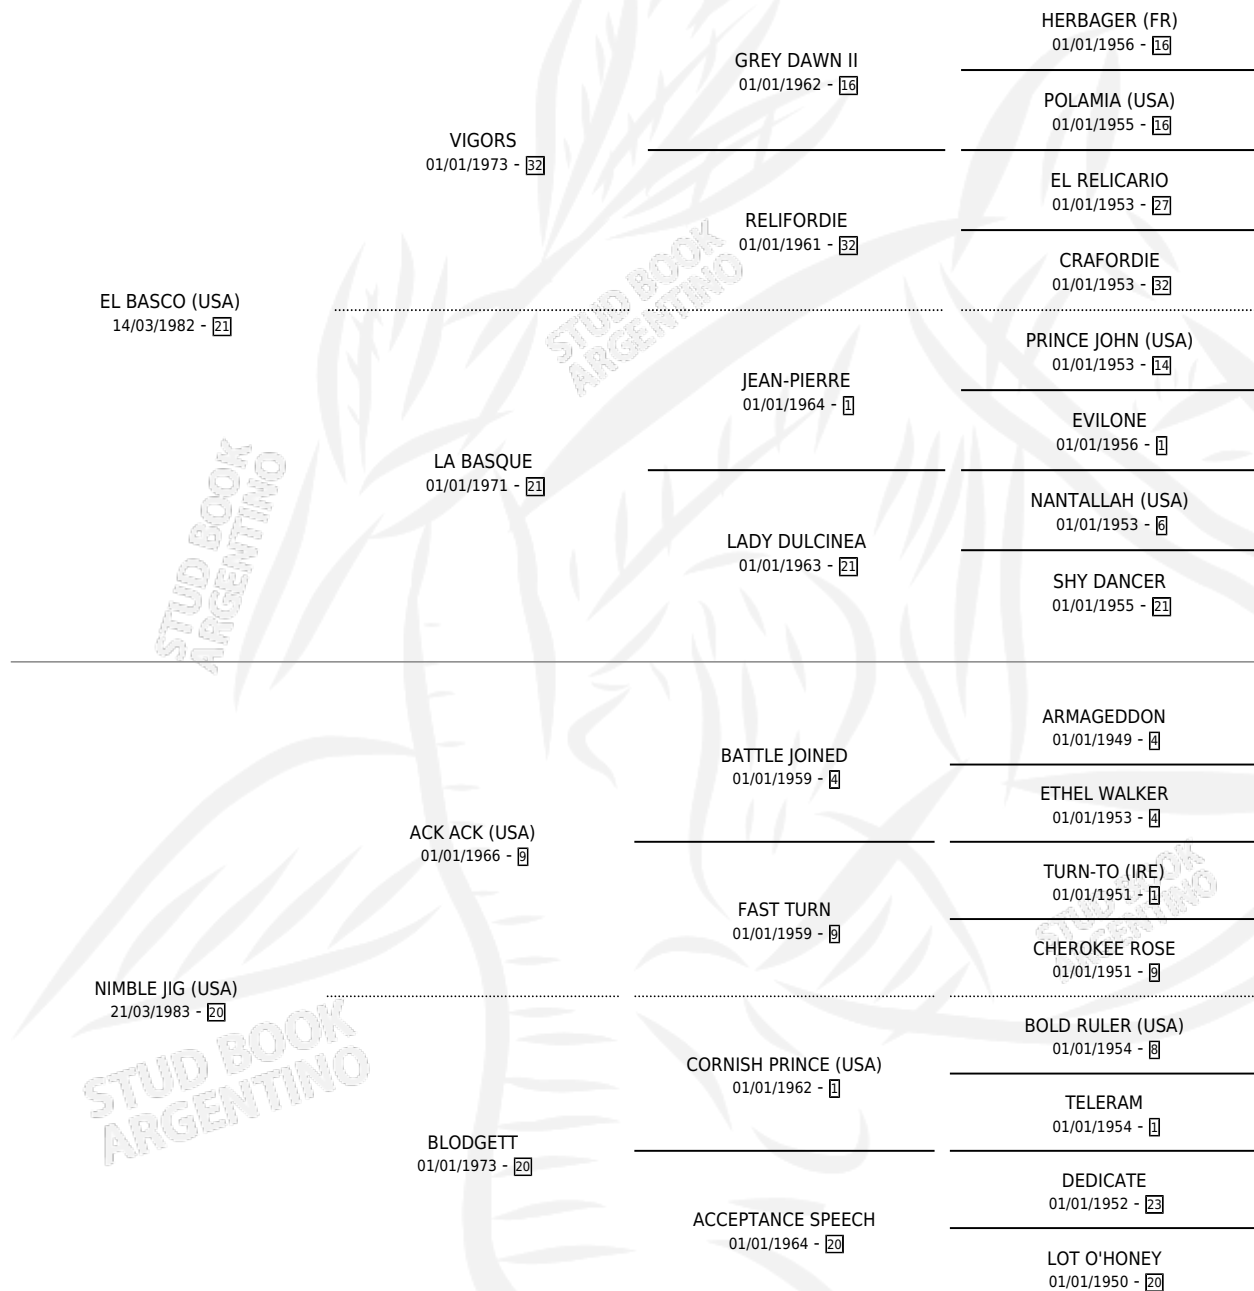 HERBAGER (FR)
01/01/1956 - 16
GREY DAWN II
01/01/1962 - 16
POLAMIA (USA)
01/01/1955 - 16
VIGORS
01/01/1973 - 32
EL RELICARIO
01/01/1953 - 27
RELIFORDIE
01/01/1961 - 32
CRAFORDIE
01/01/1953 - 32
EL BASCO (USA)
14/03/1982 - 21
STUD BOOK
ARGENTINO
PRINCE JOHN (USA)
01/01/1953 - 14
JEAN-PIERRE
01/01/1964 - 1
EVILONE
01/01/1956 - 1
LA BASQUE
01/01/1971 - 21
NANTALLAH (USA)
01/01/1953 - 6
LADY DULCINEA
01/01/1963 - 21
SHY DANCER
01/01/1955 - 21
STUD BOOK
ARGENTINO
ARMAGEDDON
01/01/1949 - 4
BATTLE JOINED
01/01/1959 - 4
ETHEL WALKER
01/01/1953 - 4
ACK ACK (USA)
01/01/1966 - 9
TURN-TO (IRE)
01/01/1951 - 1
STUD BOOK
ARGENTINO
FAST TURN
01/01/1959 - 9
CHEROKEE ROSE
01/01/1951 - 9
NIMBLE JIG (USA)
21/03/1983 - 20
STUD BOOK
ARGENTINO
BOLD RULER (USA)
01/01/1954 - 8
CORNISH PRINCE (USA)
01/01/1962 - 1
TELERAM
01/01/1954 - 1
BLODGETT
01/01/1973 - 20
DEDICATE
01/01/1952 - 23
ACCEPTANCE SPEECH
01/01/1964 - 20
LOT O'HONEY
01/01/1950 - 20